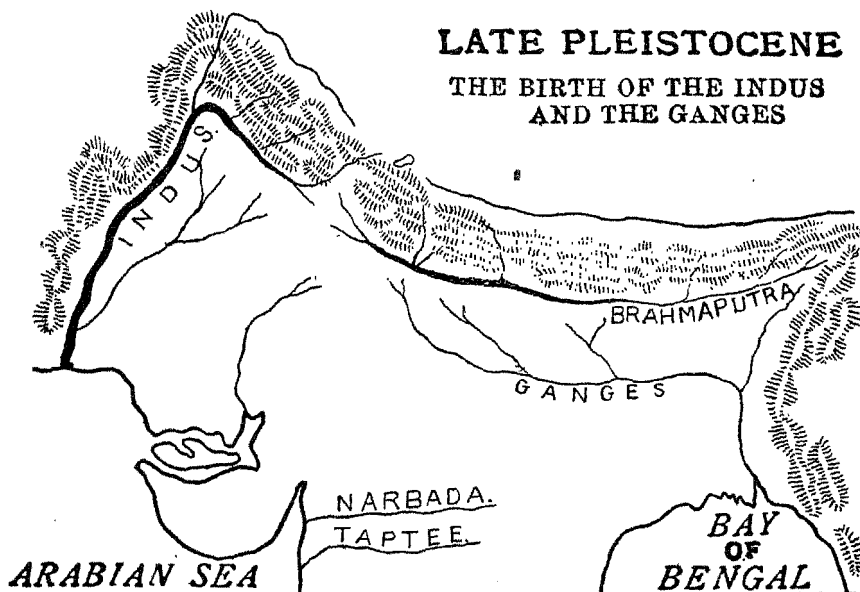 LATE PLEISTOCENE
THE BIRTH OF THE INDUS
AND THE GANGES
INDUS.
BRAHMAPUTRA
GANGES
NARBADA.
TAPTEE.
BAY
OF
BENGAL
ARABIAN SEA